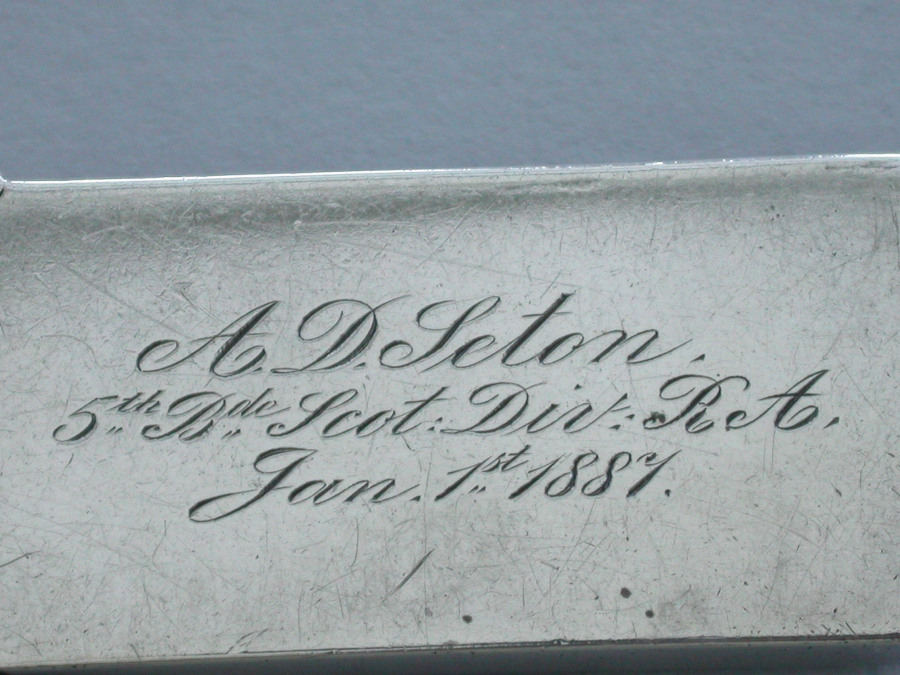 A.D. Seton.
5th Bde Scot: Div: R.A.
Jan. 1st 1887.